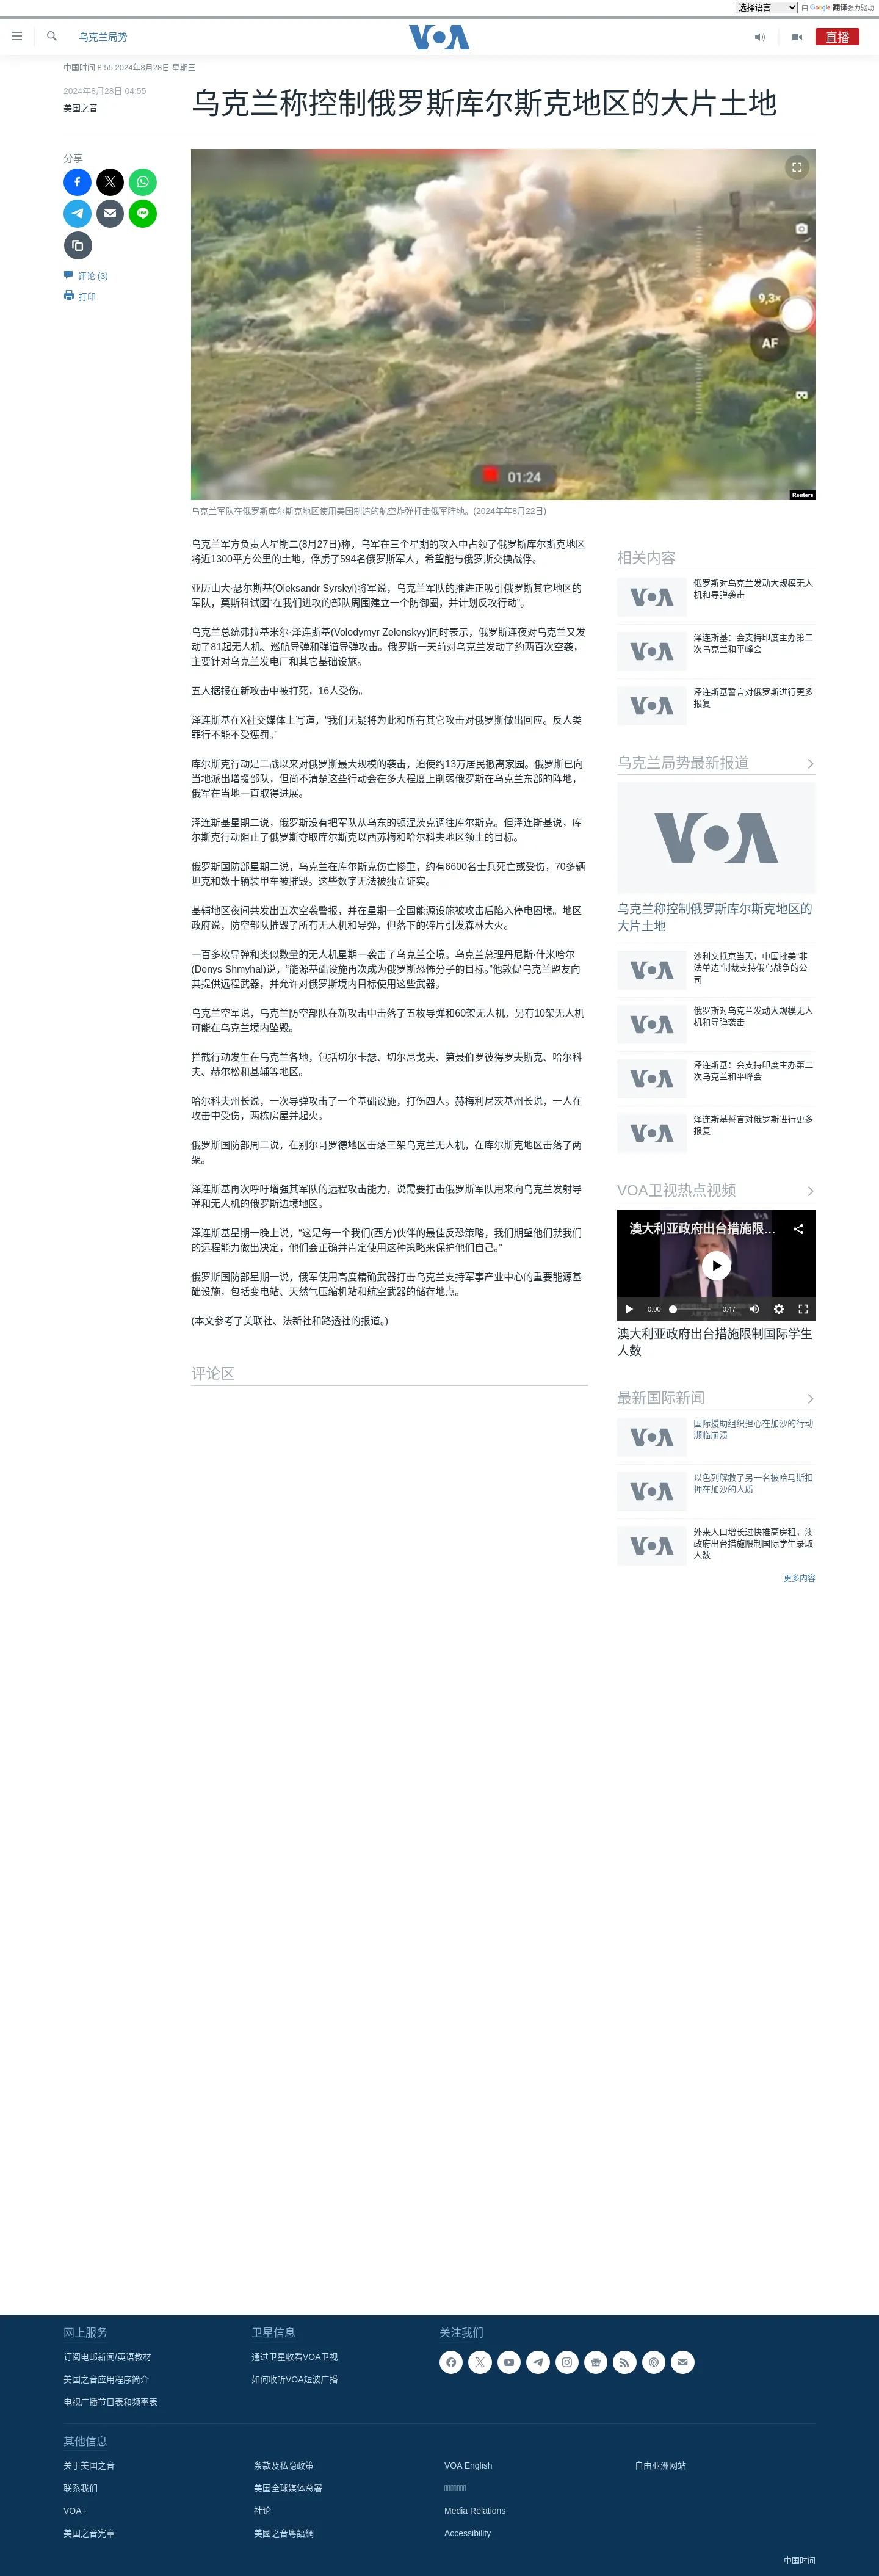 选择语言
由 Google 翻译强力驱动
乌克兰局势
VOA
直播
中国时间 8:55 2024年8月28日 星期三
2024年8月28日 04:55
美国之音
乌克兰称控制俄罗斯库尔斯克地区的大片土地
分享
评论 (3)
打印
9,3×
AF
01:24
Reuters
乌克兰军队在俄罗斯库尔斯克地区使用美国制造的航空炸弹打击俄军阵地。(2024年年8月22日)
乌克兰军方负责人星期二(8月27日)称，乌军在三个星期的攻入中占领了俄罗斯库尔斯克地区
将近1300平方公里的土地，俘虏了594名俄罗斯军人，希望能与俄罗斯交换战俘。
亚历山大·瑟尔斯基(Oleksandr Syrskyi)将军说，乌克兰军队的推进正吸引俄罗斯其它地区的
军队，莫斯科试图“在我们进攻的部队周围建立一个防御圈，并计划反攻行动”。
乌克兰总统弗拉基米尔·泽连斯基(Volodymyr Zelenskyy)同时表示，俄罗斯连夜对乌克兰又发
动了81起无人机、巡航导弹和弹道导弹攻击。俄罗斯一天前对乌克兰发动了约两百次空袭，
主要针对乌克兰发电厂和其它基础设施。
五人据报在新攻击中被打死，16人受伤。
泽连斯基在X社交媒体上写道，“我们无疑将为此和所有其它攻击对俄罗斯做出回应。反人类
罪行不能不受惩罚。”
库尔斯克行动是二战以来对俄罗斯最大规模的袭击，迫使约13万居民撤离家园。俄罗斯已向
当地派出增援部队，但尚不清楚这些行动会在多大程度上削弱俄罗斯在乌克兰东部的阵地，
俄军在当地一直取得进展。
泽连斯基星期二说，俄罗斯没有把军队从乌东的顿涅茨克调往库尔斯克。但泽连斯基说，库
尔斯克行动阻止了俄罗斯夺取库尔斯克以西苏梅和哈尔科夫地区领土的目标。
俄罗斯国防部星期二说，乌克兰在库尔斯克伤亡惨重，约有6600名士兵死亡或受伤，70多辆
坦克和数十辆装甲车被摧毁。这些数字无法被独立证实。
基辅地区夜间共发出五次空袭警报，并在星期一全国能源设施被攻击后陷入停电困境。地区
政府说，防空部队摧毁了所有无人机和导弹，但落下的碎片引发森林大火。
一百多枚导弹和类似数量的无人机星期一袭击了乌克兰全境。乌克兰总理丹尼斯·什米哈尔
(Denys Shmyhal)说，“能源基础设施再次成为俄罗斯恐怖分子的目标。”他敦促乌克兰盟友向
其提供远程武器，并允许对俄罗斯境内目标使用这些武器。
乌克兰空军说，乌克兰防空部队在新攻击中击落了五枚导弹和60架无人机，另有10架无人机
可能在乌克兰境内坠毁。
拦截行动发生在乌克兰各地，包括切尔卡瑟、切尔尼戈夫、第聂伯罗彼得罗夫斯克、哈尔科
夫、赫尔松和基辅等地区。
哈尔科夫州长说，一次导弹攻击了一个基础设施，打伤四人。赫梅利尼茨基州长说，一人在
攻击中受伤，两栋房屋并起火。
俄罗斯国防部周二说，在别尔哥罗德地区击落三架乌克兰无人机，在库尔斯克地区击落了两
架。
泽连斯基再次呼吁增强其军队的远程攻击能力，说需要打击俄罗斯军队用来向乌克兰发射导
弹和无人机的俄罗斯边境地区。
泽连斯基星期一晚上说，“这是每一个我们(西方)伙伴的最佳反恐策略，我们期望他们就我们
的远程能力做出决定，他们会正确并肯定使用这种策略来保护他们自己。”
俄罗斯国防部星期一说，俄军使用高度精确武器打击乌克兰支持军事产业中心的重要能源基
础设施，包括变电站、天然气压缩机站和航空武器的储存地点。
(本文参考了美联社、法新社和路透社的报道。)
评论区
相关内容
VOA
俄罗斯对乌克兰发动大规模无人
机和导弹袭击
VOA
泽连斯基：会支持印度主办第二
次乌克兰和平峰会
VOA
泽连斯基誓言对俄罗斯进行更多
报复
乌克兰局势最新报道
VOA
乌克兰称控制俄罗斯库尔斯克地区的
大片土地
VOA
沙利文抵京当天，中国批美“非
法单边”制裁支持俄乌战争的公
司
VOA
俄罗斯对乌克兰发动大规模无人
机和导弹袭击
VOA
泽连斯基：会支持印度主办第二
次乌克兰和平峰会
VOA
泽连斯基誓言对俄罗斯进行更多
报复
VOA卫视热点视频
澳大利亚政府出台措施限...
0:00
0:47
澳大利亚政府出台措施限制国际学生
人数
最新国际新闻
VOA
国际援助组织担心在加沙的行动
濒临崩溃
VOA
以色列解救了另一名被哈马斯扣
押在加沙的人质
VOA
外来人口增长过快推高房租，澳
政府出台措施限制国际学生录取
人数
更多内容
网上服务
订阅电邮新闻/英语教材
美国之音应用程序简介
电视广播节目表和频率表
卫星信息
通过卫星收看VOA卫视
如何收听VOA短波广播
关注我们
其他信息
关于美国之音
联系我们
VOA+
美国之音宪章
条款及私隐政策
美国全球媒体总署
社论
美國之音粵語網
VOA English
Media Relations
Accessibility
自由亚洲网站
中国时间